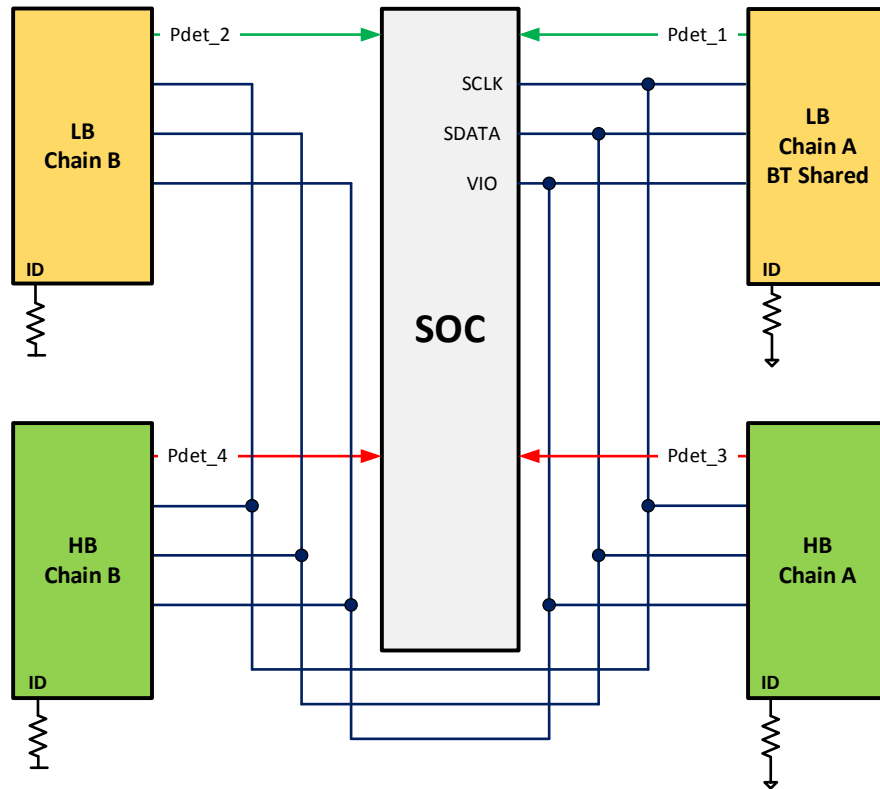 Pdet_2
Pdet_1
SCLK
SDATA
VIO
LB
Chain B
LB
Chain A
BT Shared
ID
ID
SOC
Pdet_4
Pdet_3
HB
Chain B
HB
Chain A
ID
ID